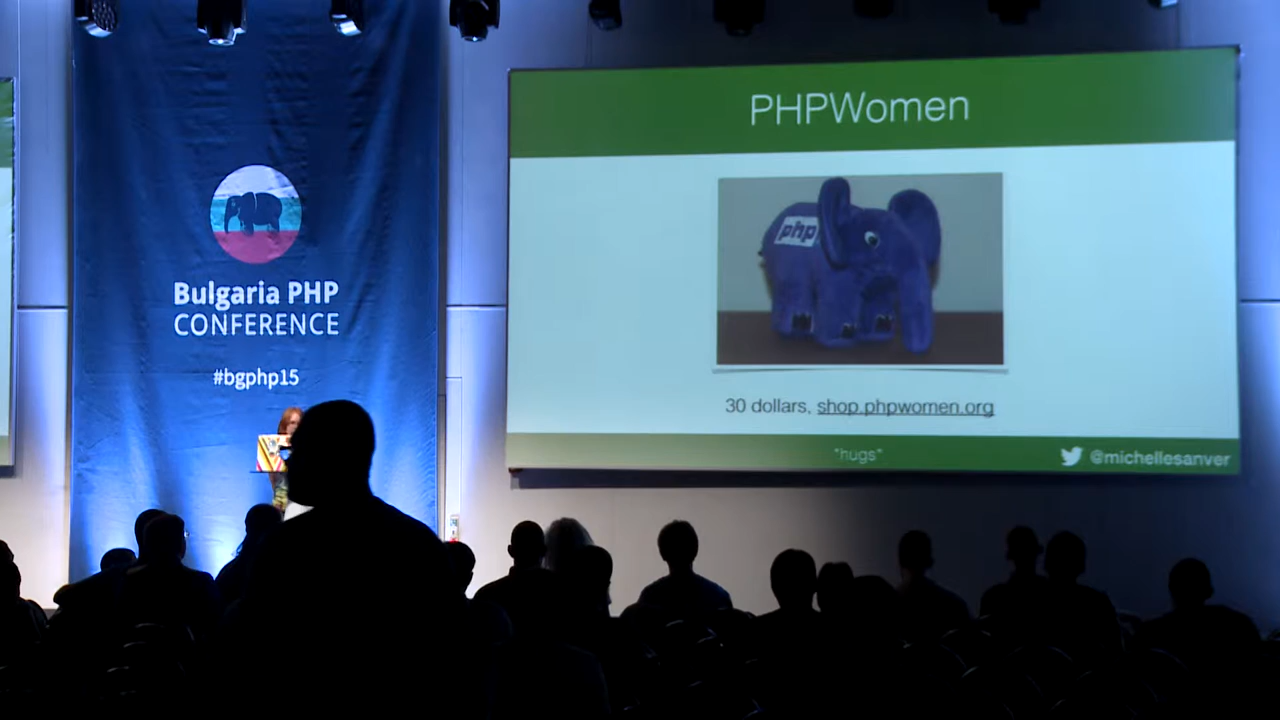 Bulgaria PHP
CONFERENCE
#bgphp15
PHPWomen
php
30 dollars, shop.phpwomen.org
"hugs"
@michellesanver